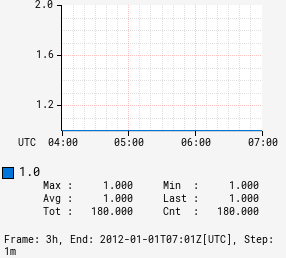 2.0
1.6
1.2
UTC 04:00 05:00 06:00 07:00
1.0
Max : 1.000 Min : 1.000
Avg : 1.000 Last : 1.000
Tot : 180.000 Cnt : 180.000
Frame: 3h, End: 2012-01-01T07:01Z[UTC], Step:
1m